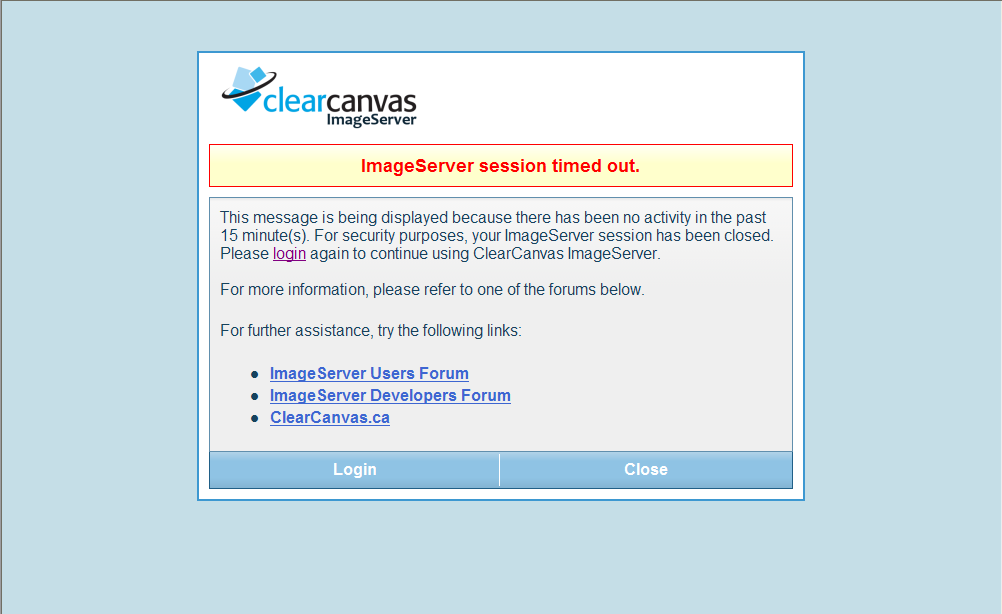 clearcanvas
ImageServer
ImageServer session timed out.
This message is being displayed because there has been no activity in the past
15 minute(s). For security purposes, your ImageServer session has been closed.
Please login again to continue using ClearCanvas ImageServer.
For more information, please refer to one of the forums below.
For further assistance, try the following links:
● ImageServer Users Forum
● ImageServer Developers Forum
● ClearCanvas.ca
Login Close